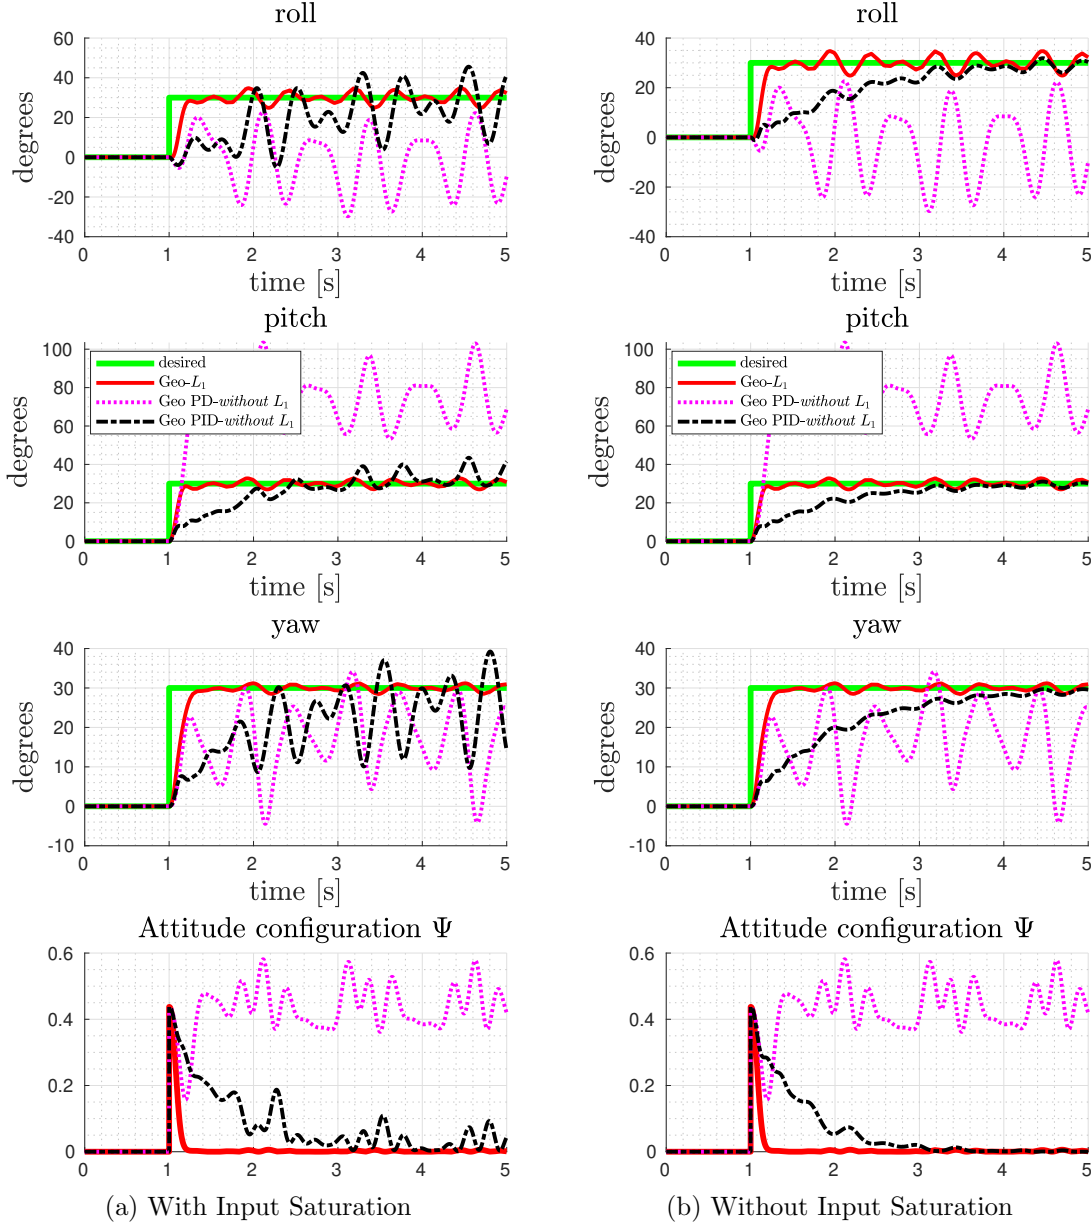 roll
60
40
20
0
-20
-40
degrees
0 1 2 3 4 5
time [s]
pitch
100
80
60
40
20
0
degrees
desired
Geo-L₁
Geo PD-without L₁
Geo PID-without L₁
0 1 2 3 4 5
time [s]
yaw
40
30
20
10
0
-10
degrees
0 1 2 3 4 5
time [s]
Attitude configuration Ψ
0.6
0.4
0.2
0
0 1 2 3 4 5
(a) With Input Saturation
roll
40
20
0
-20
-40
degrees
0 1 2 3 4 5
time [s]
pitch
100
80
60
40
20
0
degrees
desired
Geo-L₁
Geo PD-without L₁
Geo PID-without L₁
0 1 2 3 4 5
time [s]
yaw
40
30
20
10
0
-10
degrees
0 1 2 3 4 5
time [s]
Attitude configuration Ψ
0.6
0.4
0.2
0
0 1 2 3 4 5
(b) Without Input Saturation